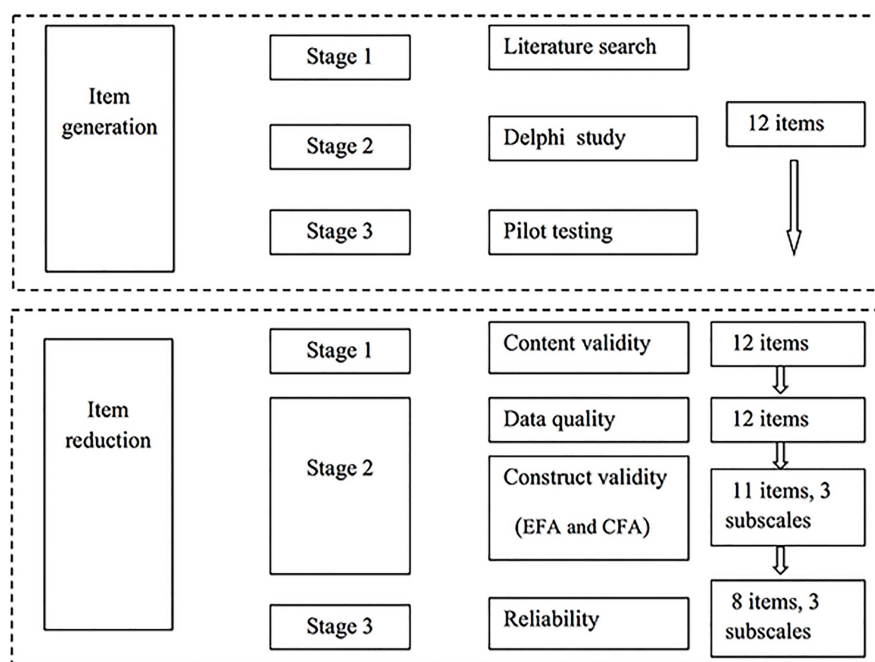 Item
generation
Stage 1
Literature search
Stage 2
Delphi study
12 items
Stage 3
Pilot testing
Item
reduction
Stage 1
Content validity
12 items
Stage 2
Data quality
12 items
Construct validity
(EFA and CFA)
11 items, 3
subscales
Stage 3
Reliability
8 items, 3
subscales